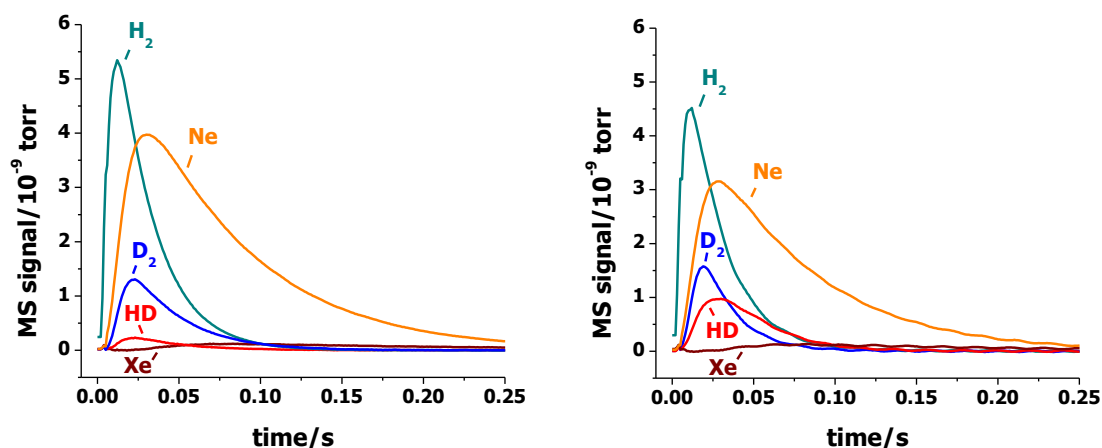 6
5
4
3
2
1
0
MS signal/10⁻⁹ torr
H₂
Ne
D₂
HD
Xe
0.00 0.05 0.10 0.15 0.20 0.25
time/s
6
5
4
3
2
1
0
MS signal/10⁻⁹ torr
H₂
Ne
D₂
HD
Xe
0.00 0.05 0.10 0.15 0.20 0.25
time/s